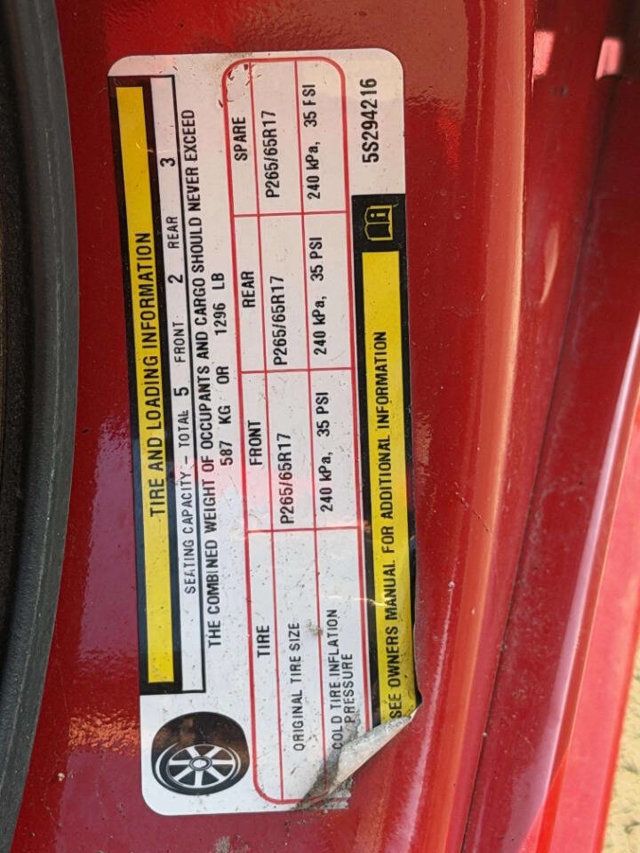 TIRE AND LOADING INFORMATION
SEATING CAPACITY - TOTAL 5 FRONT 2 REAR 3
THE COMBINED WEIGHT OF OCCUPANTS AND CARGO SHOULD NEVER EXCEED
587 KG OR 1296 LB
TIRE FRONT REAR SPARE
ORIGINAL TIRE SIZE P265/65R17 P265/65R17 P265/65R17
COLD TIRE INFLATION PRESSURE 240 kPa, 35 PSI 240 kPa, 35 PSI 240 kPa, 35 PSI
SEE OWNERS MANUAL FOR ADDITIONAL INFORMATION
5S294216